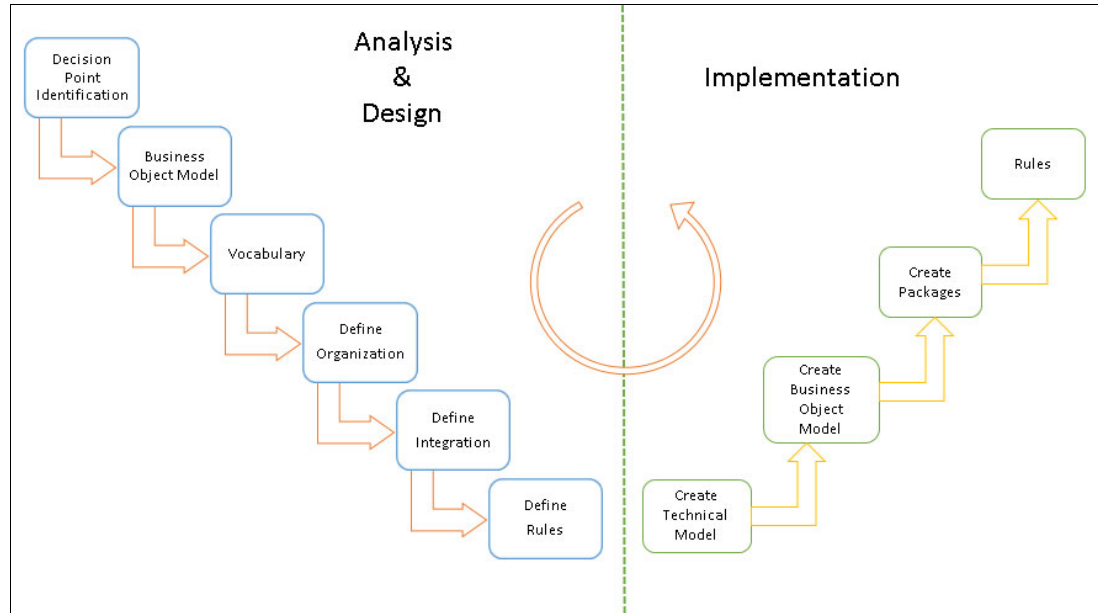 Analysis
&
Design
Implementation
Decision
Point
Identification
Business
Object Model
Vocabulary
Define
Organization
Define
Integration
Define
Rules
Create
Technical
Model
Create
Business
Object
Model
Create
Packages
Rules